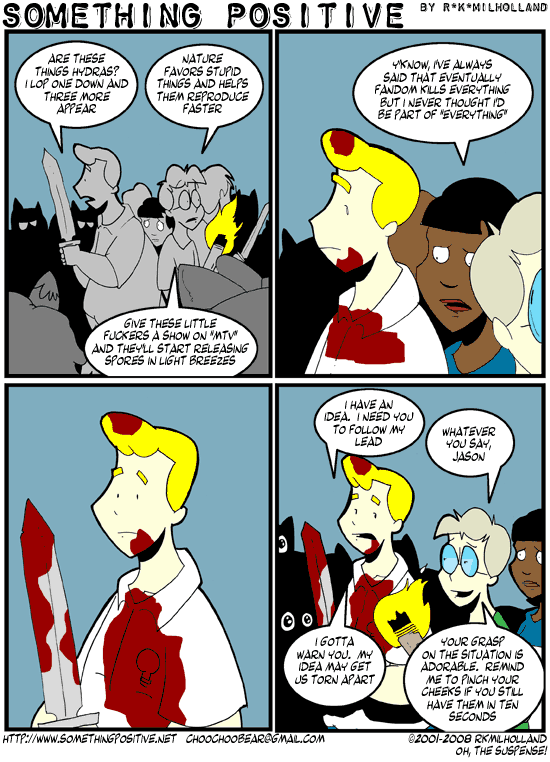 SOMETHING POSITIVE
BY R*K*MILHOLLAND
ARE THESE
THINGS HYDRAS?
I LOP ONE DOWN AND
THREE MORE
APPEAR
NATURE
FAVORS STUPID
THINGS AND HELPS
THEM REPRODUCE
FASTER
GIVE THESE LITTLE
FUCKERS A SHOW ON "MTV"
AND THEY'LL START RELEASING
SPORES IN LIGHT BREEZES
Y'KNOW, I'VE ALWAYS
SAID THAT EVENTUALLY
FANDOM KILLS EVERYTHING
BUT I NEVER THOUGHT I'D
BE PART OF "EVERYTHING"
I HAVE AN
IDEA. I NEED YOU
TO FOLLOW MY
LEAD
WHATEVER
YOU SAY,
JASON
I GOTTA
WARN YOU. MY
IDEA MAY GET
US TORN APART
YOUR GRASP
ON THE SITUATION IS
ADORABLE. REMIND
ME TO PINCH YOUR
CHEEKS IF YOU STILL
HAVE THEM IN TEN
SECONDS
HTTP://WWW.SOMETHINGPOSITIVE.NET CHOOCHOOBEAR@GMAIL.COM
©2001-2008 RKMILHOLLAND
OH, THE SUSPENSE!